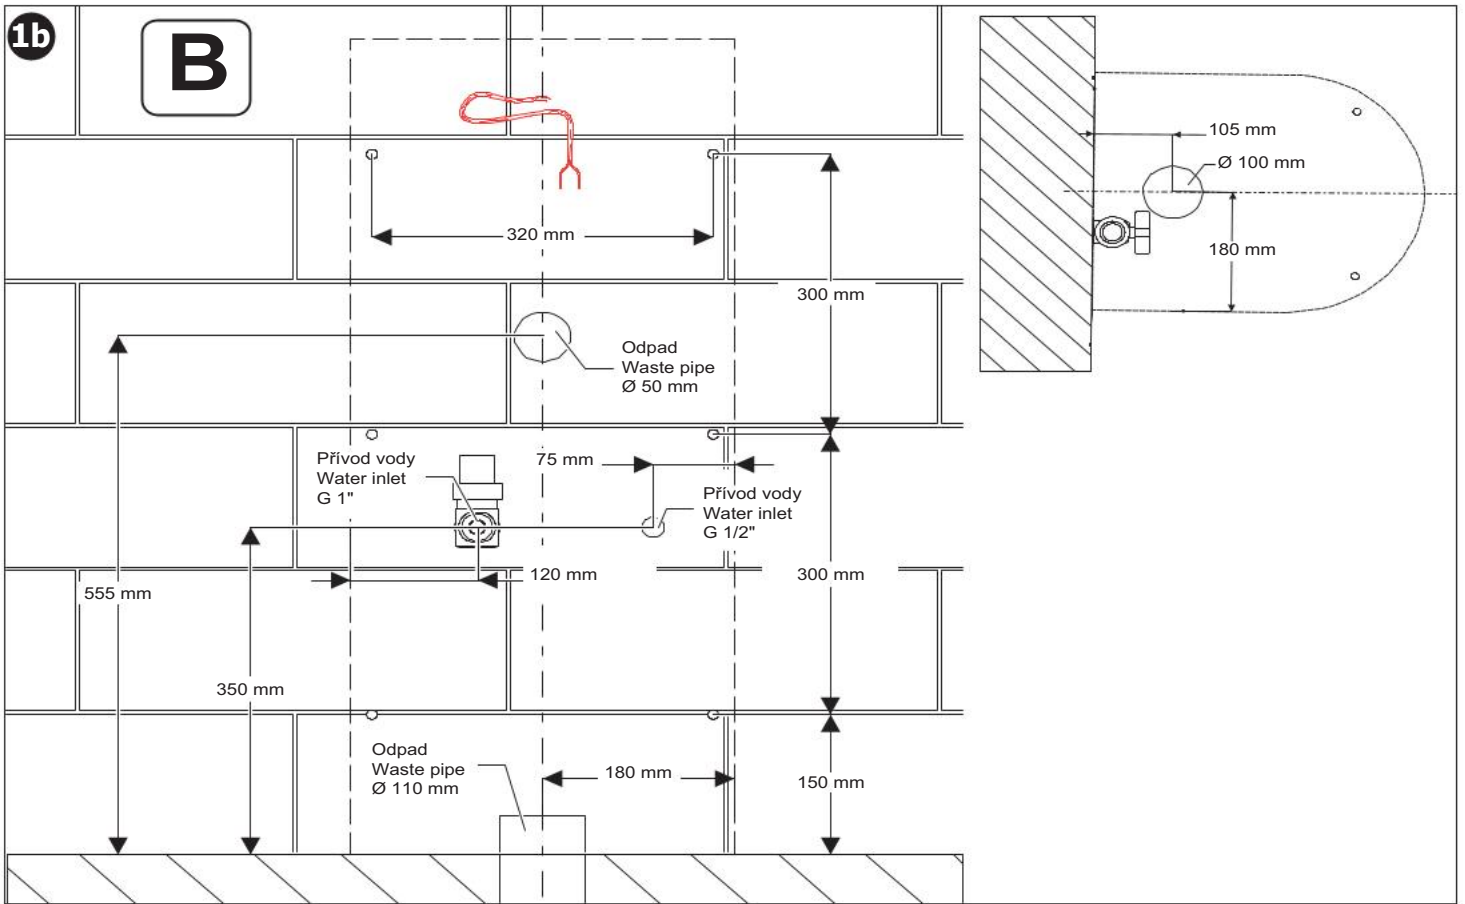 1b
B
105 mm
Ø 100 mm
180 mm
320 mm
300 mm
Odpad
Waste pipe
Ø 50 mm
Přívod vody
Water inlet
G 1"
75 mm
Přívod vody
Water inlet
G 1/2"
120 mm
300 mm
555 mm
350 mm
Odpad
Waste pipe
Ø 110 mm
180 mm
150 mm